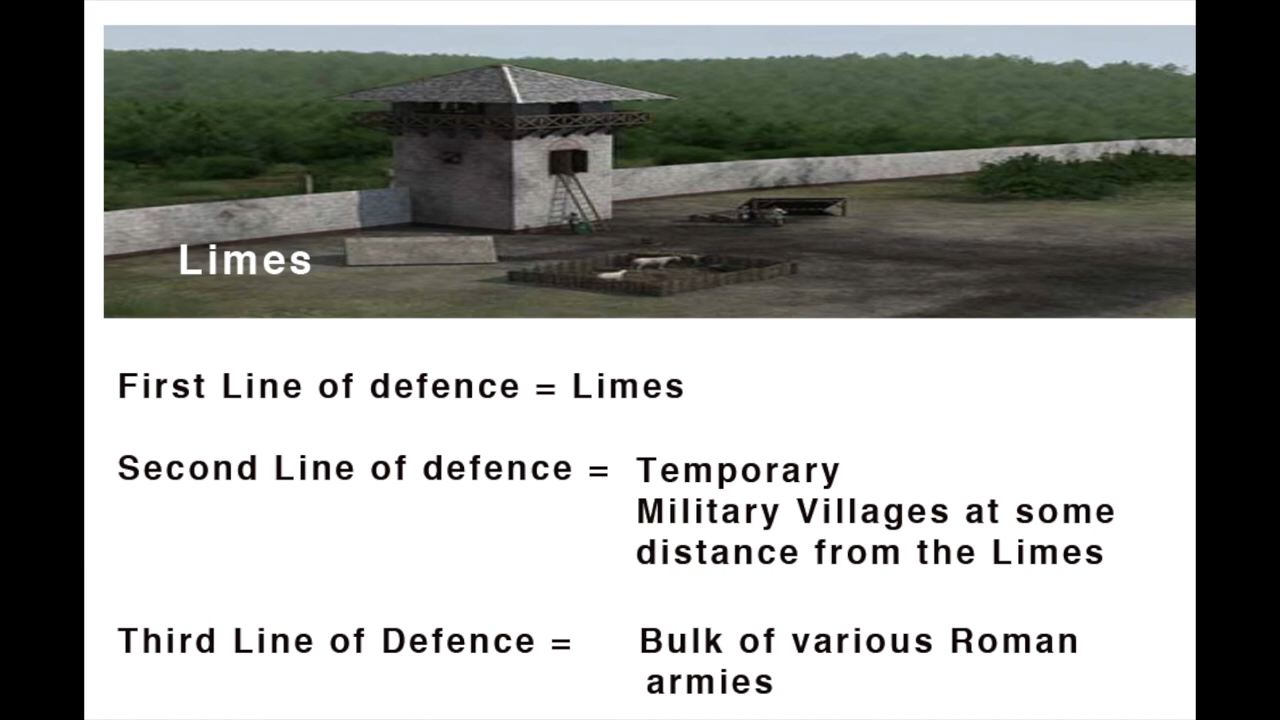 Limes
First Line of defence = Limes
Second Line of defence = Temporary
Military Villages at some
distance from the Limes
Third Line of Defence = Bulk of various Roman
armies